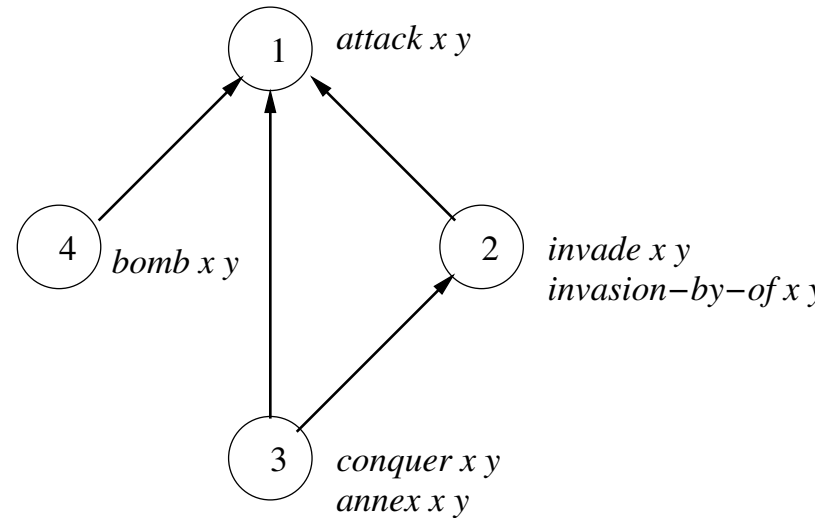 1 attack x y
4 bomb x y
2 invade x y
invasion−by−of x y
3 conquer x y
annex x y